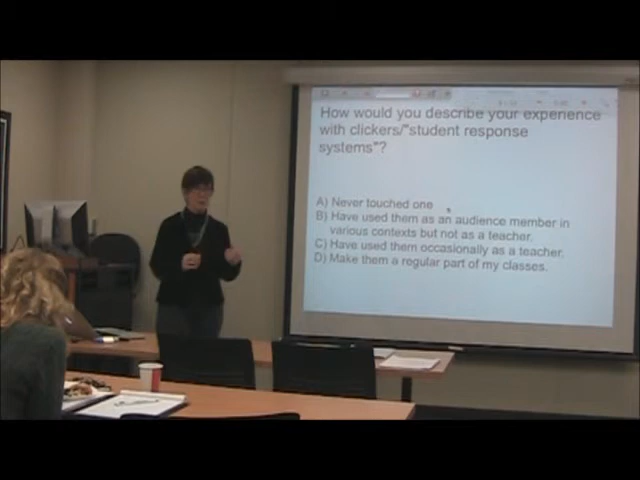 How would you describe your experience
with clickers/"student response
systems"?
A) Never touched one
B) Have used them as an audience member in
various contexts but not as a teacher.
C) Have used them occasionally as a teacher.
D) Make them a regular part of my classes.